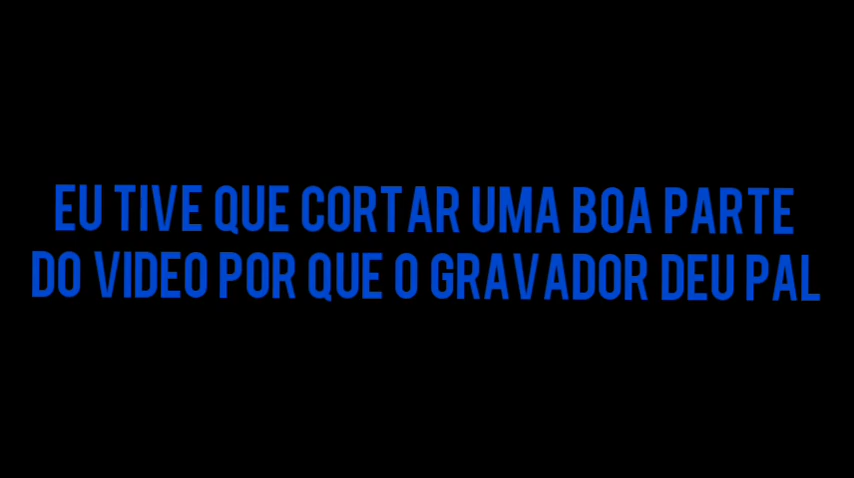 EU TIVE QUE CORTAR UMA BOA PARTE
DO VIDEO POR QUE O GRAVADOR DEU PAL